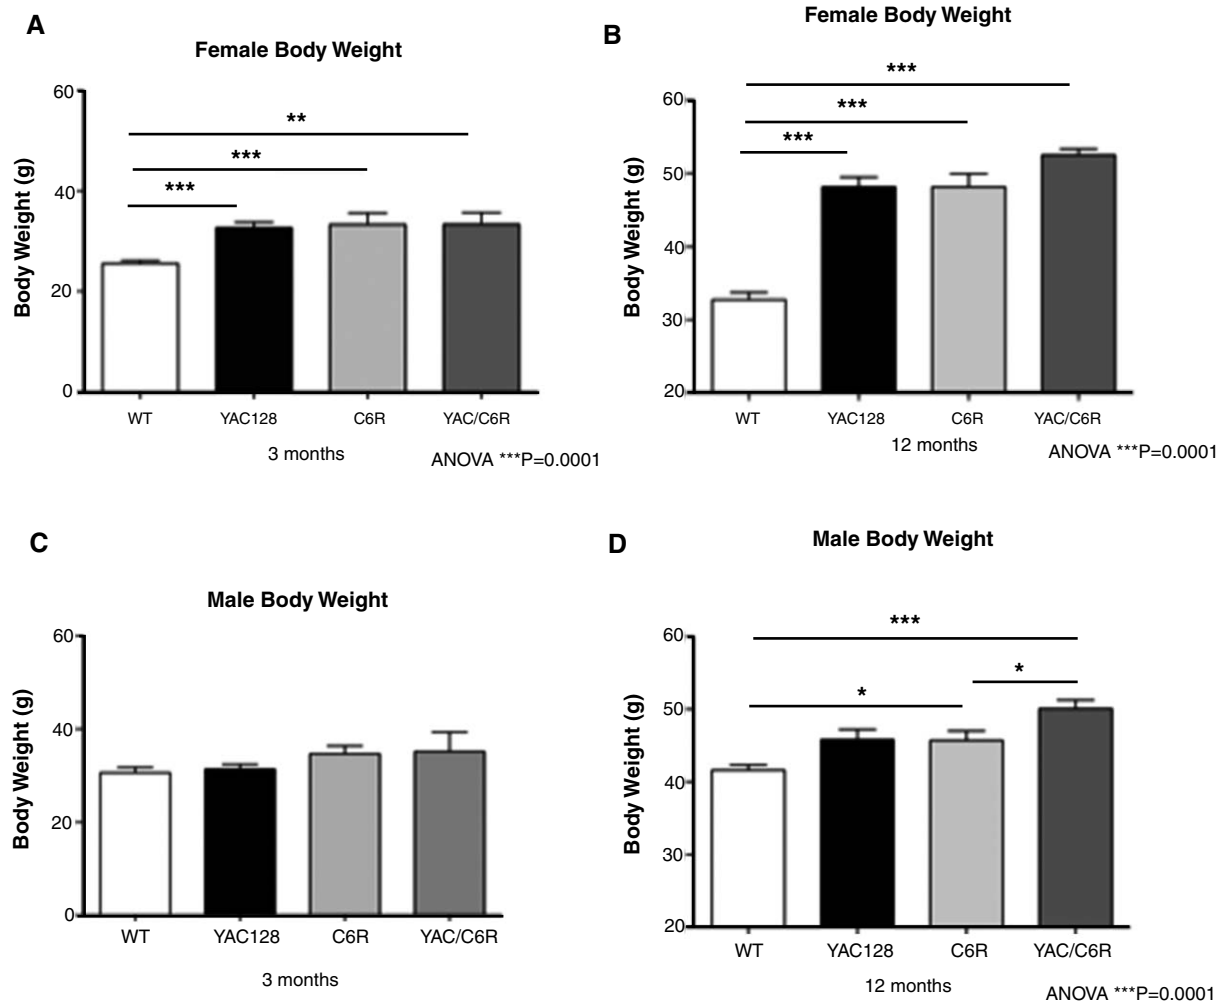 A
Female Body Weight
Body Weight (g)
60
40
20
0
**
***
***
WT YAC128 C6R YAC/C6R
3 months
ANOVA ***P=0.0001
B
Female Body Weight
Body Weight (g)
60
50
40
30
20
***
***
***
WT YAC128 C6R YAC/C6R
12 months
ANOVA ***P=0.0001
C
Male Body Weight
Body Weight (g)
60
40
20
0
WT YAC128 C6R YAC/C6R
3 months
D
Male Body Weight
Body Weight (g)
60
50
40
30
20
***
*
*
WT YAC128 C6R YAC/C6R
12 months
ANOVA ***P=0.0001